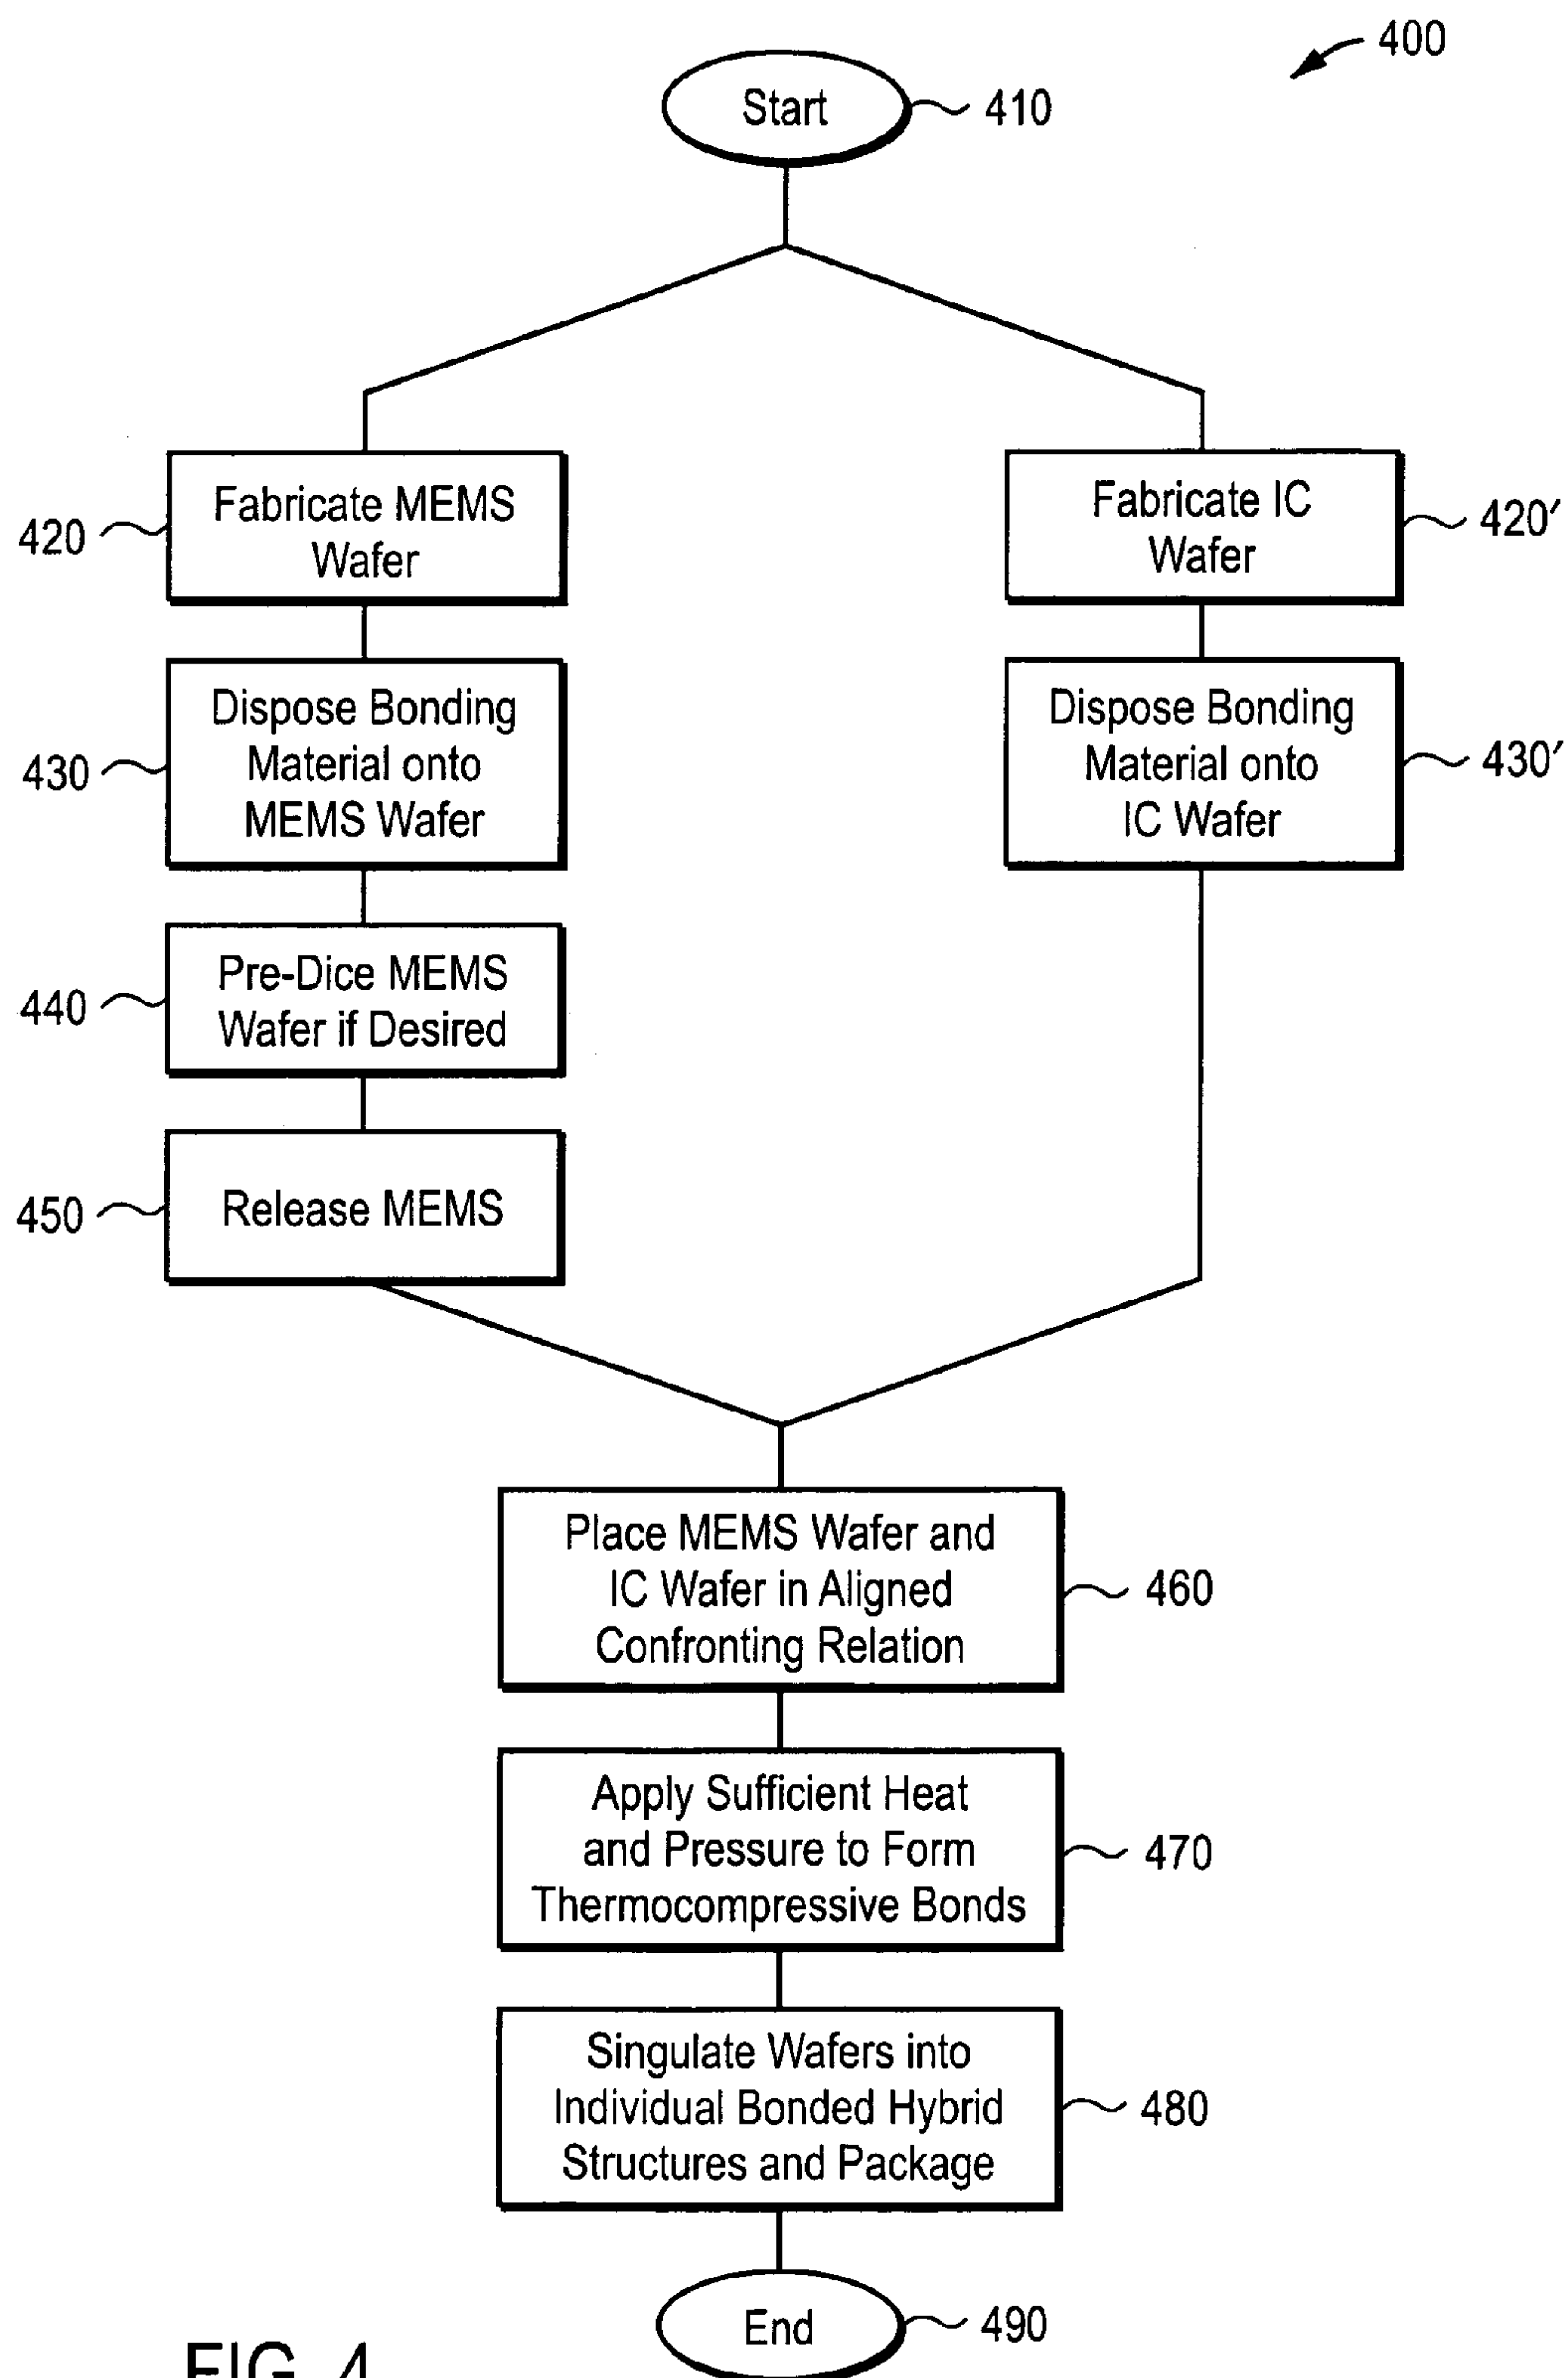 400
Start
410
Fabricate MEMS
Wafer
420
Fabricate IC
Wafer
420′
Dispose Bonding
Material onto
MEMS Wafer
430
Dispose Bonding
Material onto
IC Wafer
430′
Pre-Dice MEMS
Wafer if Desired
440
Release MEMS
450
Place MEMS Wafer and
IC Wafer in Aligned
Confronting Relation
460
Apply Sufficient Heat
and Pressure to Form
Thermocompressive Bonds
470
Singulate Wafers into
Individual Bonded Hybrid
Structures and Package
480
End
490
FIG. 4